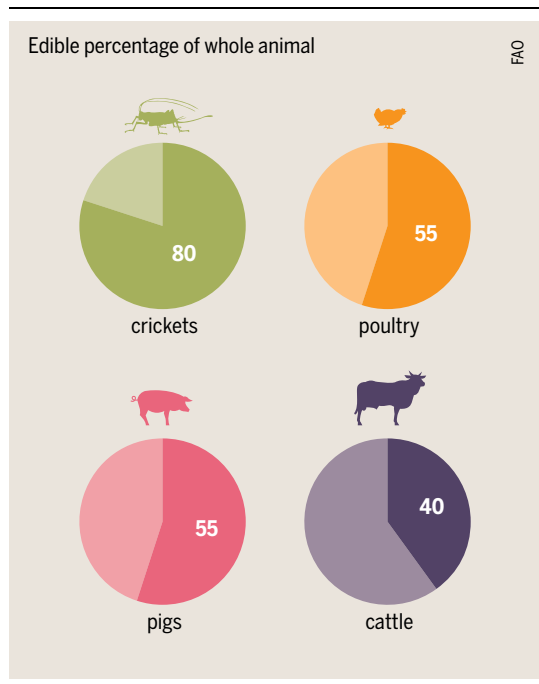 Edible percentage of whole animal
FAO
80
crickets
55
poultry
55
pigs
40
cattle